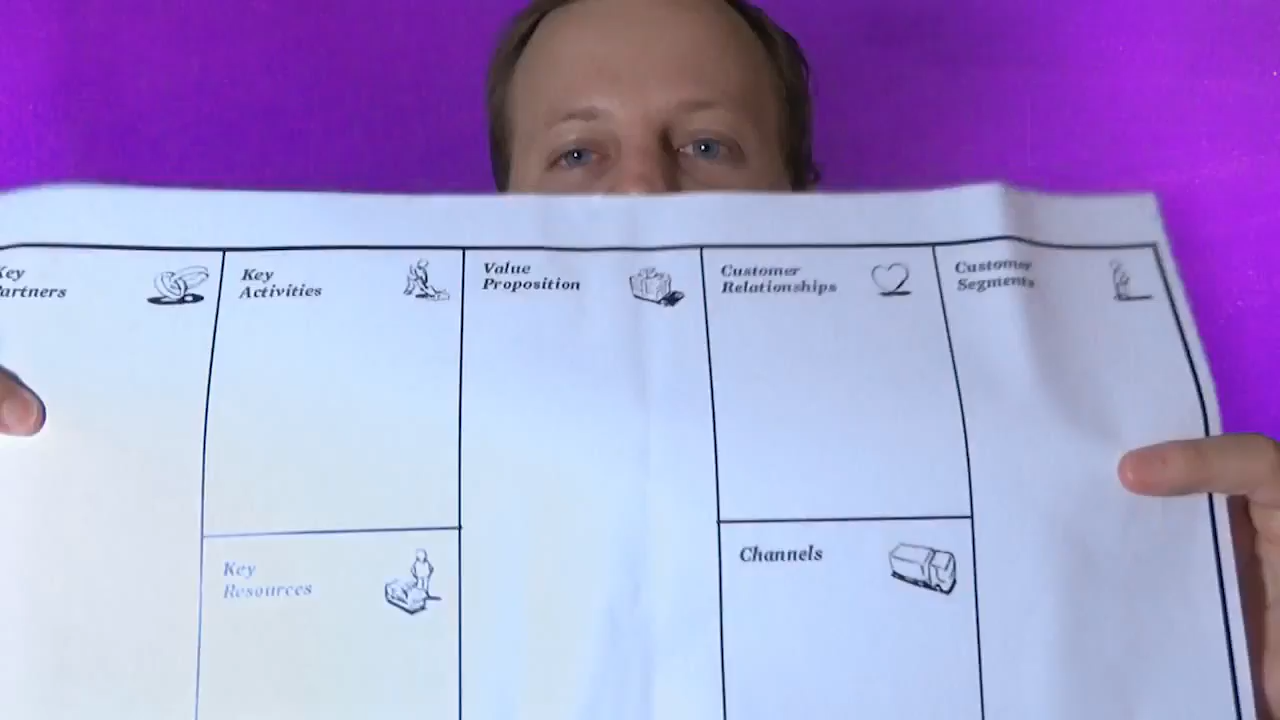 Key
Partners
Key
Activities
Value
Proposition
Customer
Relationships
Customer
Segments
Key
Resources
Channels